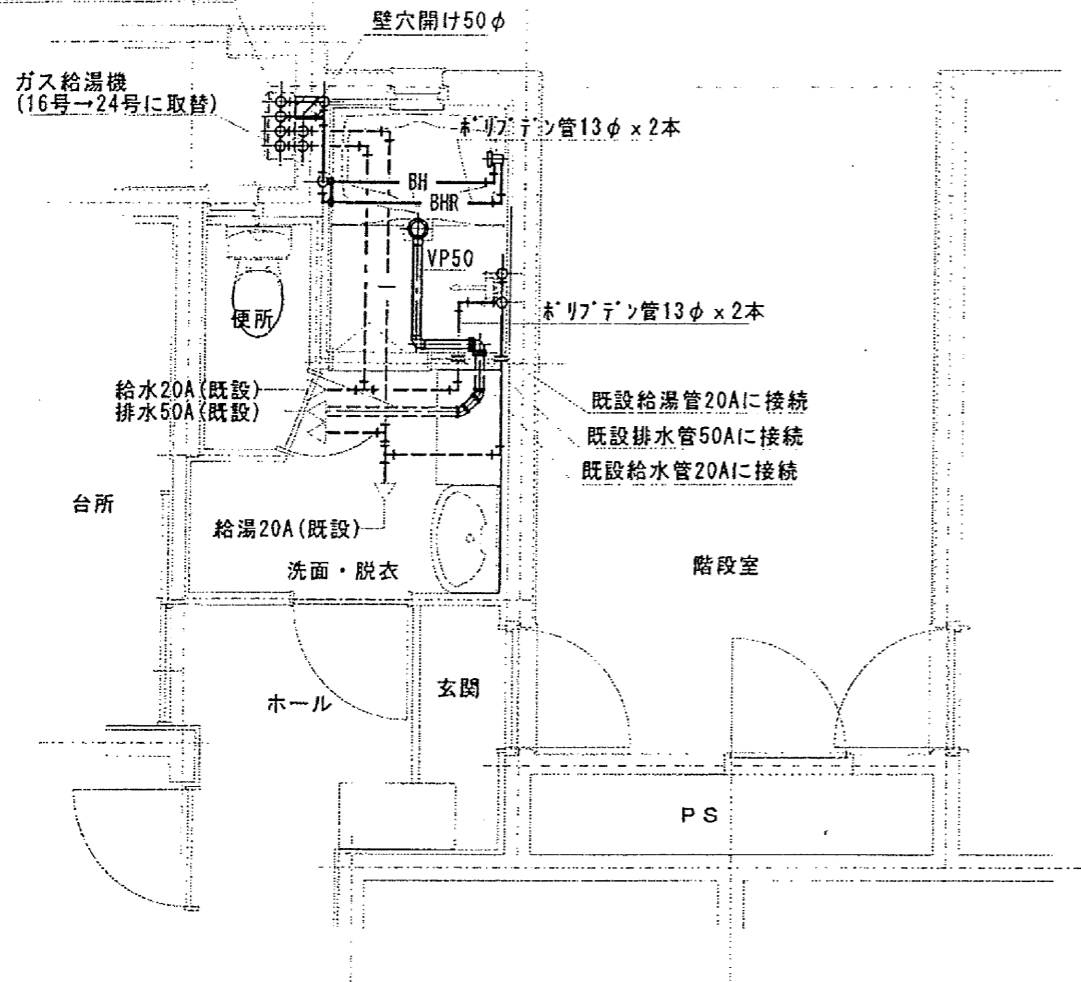 壁穴開け50φ
ガス給湯機
(16号→24号に取替)
ポリブデン管13φ x 2本
BH
BHR
VP50
便所
ポリブデン管13φ x 2本
給水20A(既設)
排水50A(既設)
既設給湯管20Aに接続
既設排水管50Aに接続
既設給水管20Aに接続
台所
給湯20A(既設)
洗面・脱衣
階段室
玄関
ホール
PS